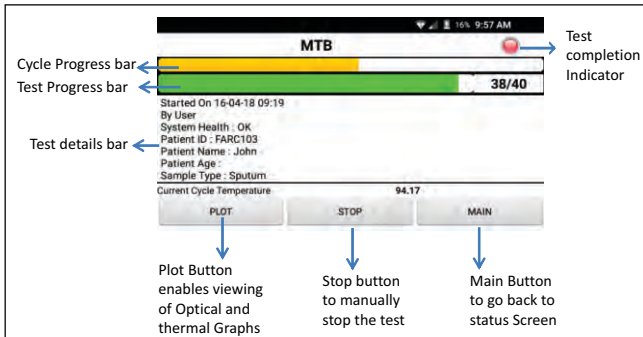 16% 9:57 AM
MTB
Test
completion
Indicator
Cycle Progress bar
Test Progress bar
38/40
Started On 16-04-18 09:19
By User
System Health : OK
Test details bar
Patient ID : FARC103
Patient Name : John
Patient Age :
Sample Type : Sputum
Current Cycle Temperature 94.17
PLOT STOP MAIN
Plot Button
enables viewing
of Optical and
thermal Graphs
Stop button
to manually
stop the test
Main Button
to go back to
status Screen